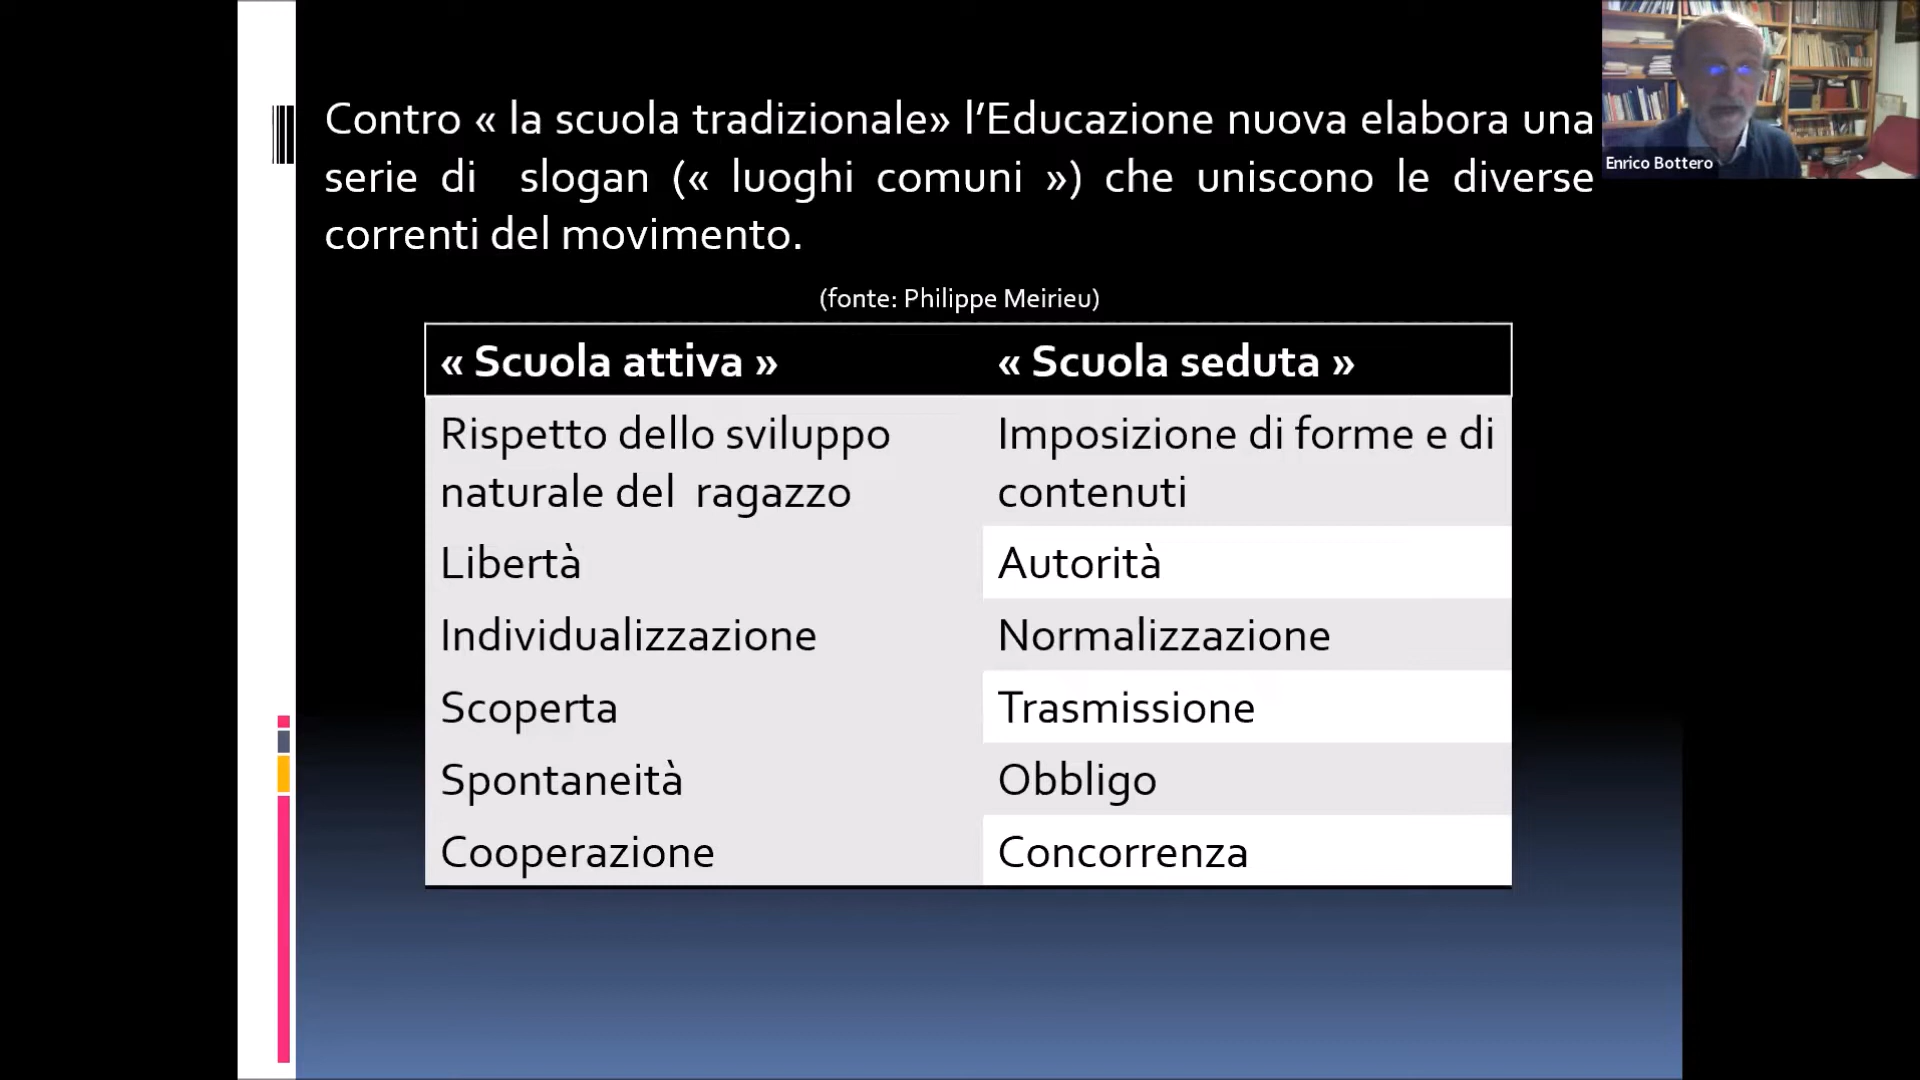 Contro « la scuola tradizionale» l’Educazione nuova elabora una
serie di slogan (« luoghi comuni ») che uniscono le diverse
correnti del movimento.
(fonte: Philippe Meirieu)
« Scuola attiva » « Scuola seduta »
Rispetto dello sviluppo Imposizione di forme e di
naturale del ragazzo contenuti
Libertà Autorità
Individualizzazione Normalizzazione
Scoperta Trasmissione
Spontaneità Obbligo
Cooperazione Concorrenza
Enrico Bottero